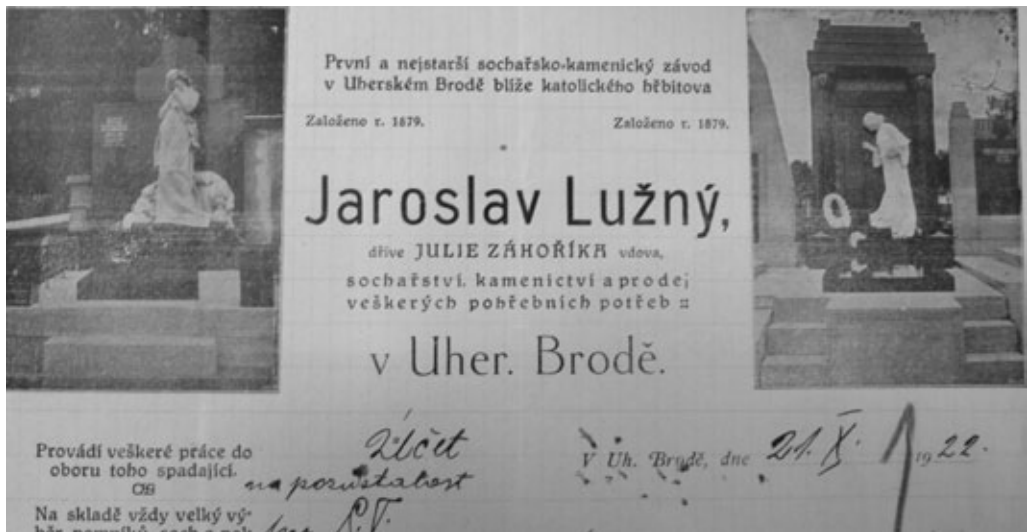 První a nejstarší sochařsko-kamenický závod
v Uherském Brodě blíže katolického hřbitova
Založeno r. 1879. Založeno r. 1879.
Jaroslav Lužný,
dříve JULIE ZÁHOŘÍKA vdova,
sochařství, kamenictví a prodej
veškerých pohřebních potřeb ::
v Uher. Brodě.
Provádí veškeré práce do
oboru toho spadající.
Účet
na pozůstalost
V Uh. Brodě, dne 21. X. 1922.
Na skladě vždy velký vý-